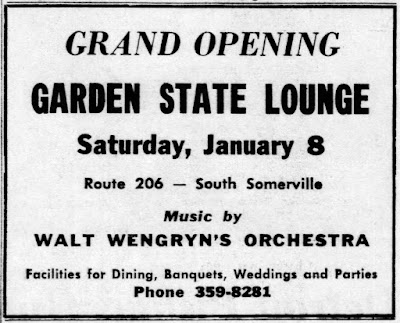 GRAND OPENING
GARDEN STATE LOUNGE
Saturday, January 8
Route 206 — South Somerville
Music by
WALT WENGRYN'S ORCHESTRA
Facilities for Dining, Banquets, Weddings and Parties
Phone 359-8281